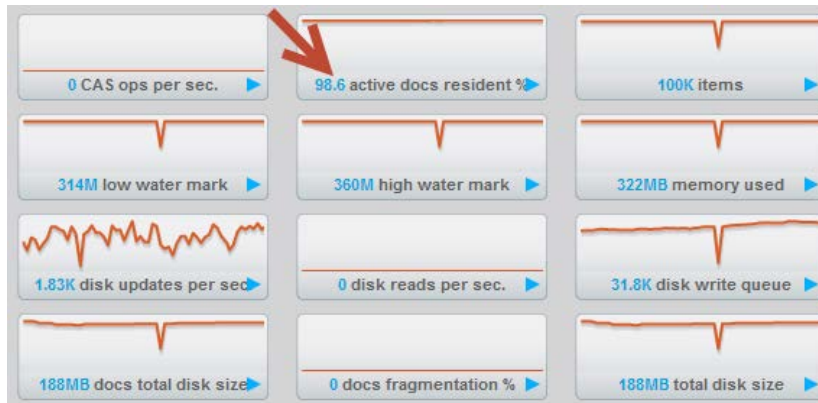 0 CAS ops per sec.
98.6 active docs resident %
100K items
314M low water mark
360M high water mark
322MB memory used
1.83K disk updates per sec
0 disk reads per sec.
31.8K disk write queue
188MB docs total disk size
0 docs fragmentation %
188MB total disk size